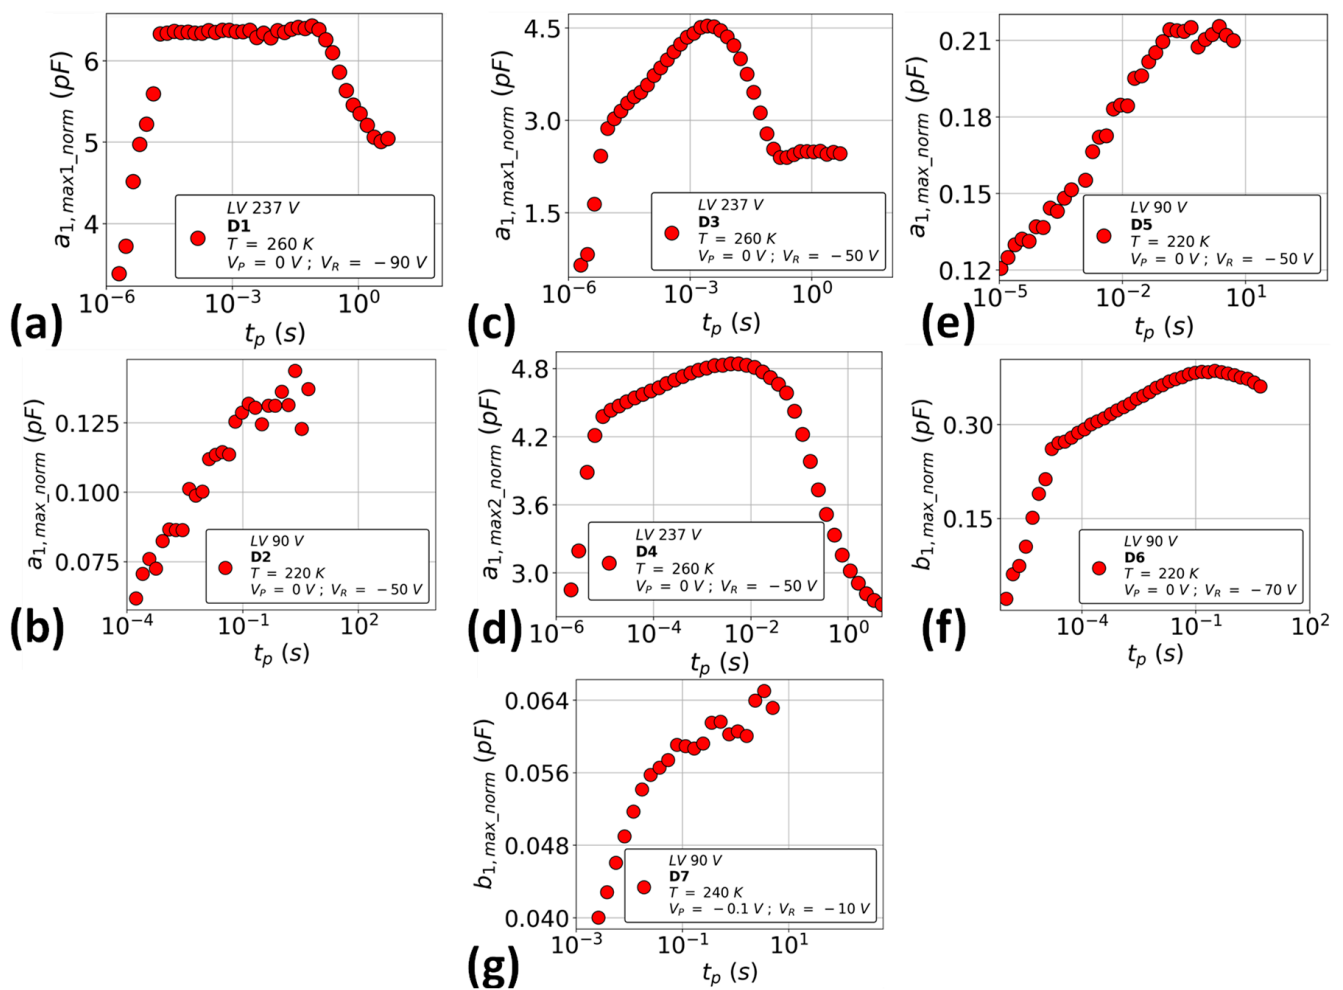 a1,max1_norm (pF)
6
5
4
LV 237 V
D1
T = 260 K
VP = 0 V ; VR = −90 V
10−6
10−3
100
tp (s)
(a)
a1,max1_norm (pF)
4.5
3.0
1.5
LV 237 V
D3
T = 260 K
VP = 0 V ; VR = −50 V
10−6
10−3
100
tp (s)
(c)
a1,max_norm (pF)
0.21
0.18
0.15
0.12
LV 90 V
D5
T = 220 K
VP = 0 V ; VR = −50 V
10−5
10−2
101
tp (s)
(e)
a1,max_norm (pF)
0.125
0.100
0.075
LV 90 V
D2
T = 220 K
VP = 0 V ; VR = −50 V
10−4
10−1
102
tp (s)
(b)
a1,max2_norm (pF)
4.8
4.2
3.6
3.0
LV 237 V
D4
T = 260 K
VP = 0 V ; VR = −50 V
10−6
10−4
10−2
100
tp (s)
(d)
b1,max_norm (pF)
0.30
0.15
LV 90 V
D6
T = 220 K
VP = 0 V ; VR = −70 V
10−4
10−1
102
tp (s)
(f)
b1,max_norm (pF)
0.064
0.056
0.048
0.040
LV 90 V
D7
T = 240 K
VP = −0.1 V ; VR = −10 V
10−3
10−1
101
tp (s)
(g)